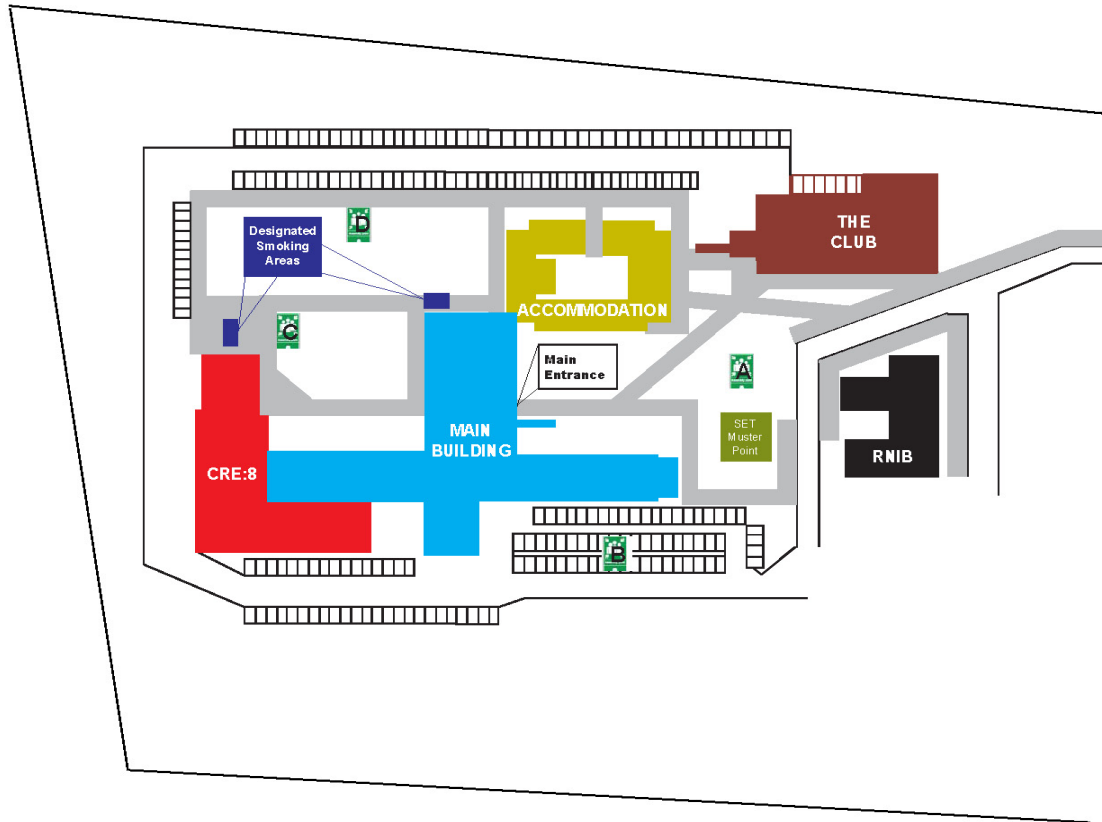 THE
CLUB
D
Designated
Smoking
Areas
ACCOMMODATION
C
Main
Entrance
A
SET
Muster
Point
MAIN
BUILDING
RNIB
CRE:8
B